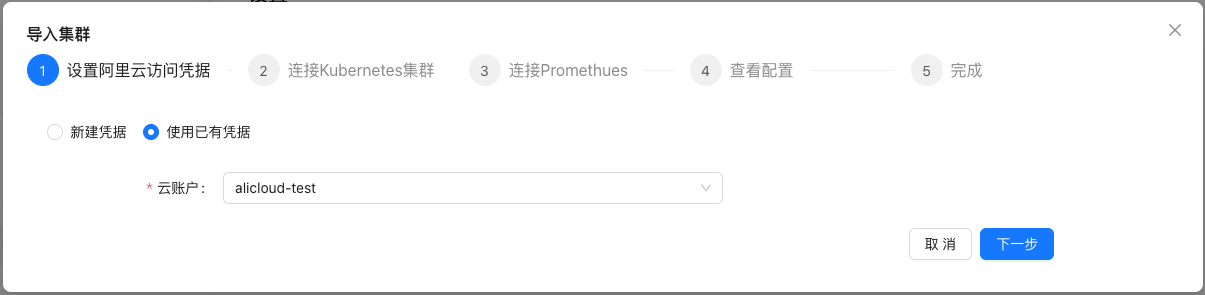 导入集群
1 设置阿里云访问凭据 2 连接Kubernetes集群 3 连接Promethues 4 查看配置 5 完成
新建凭据 使用已有凭据
* 云账户: alicloud-test
取 消 下一步